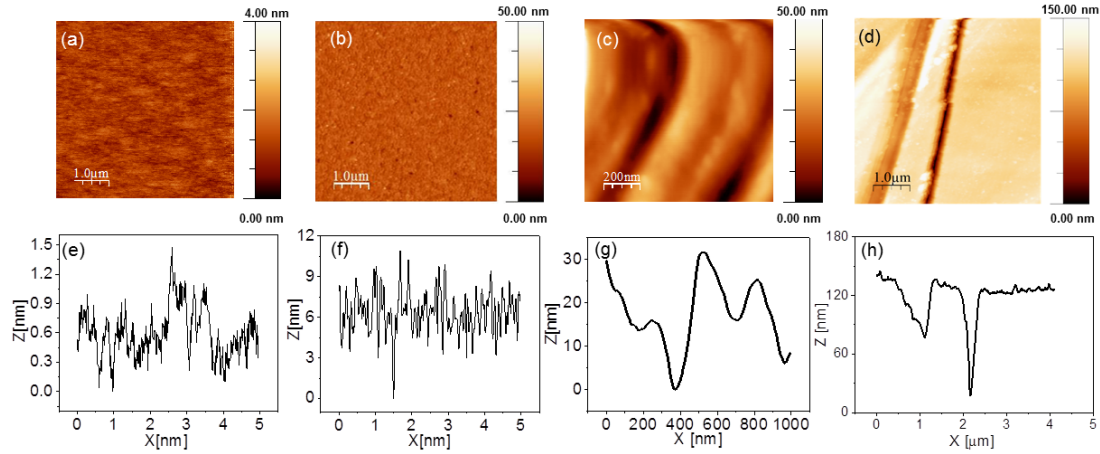 4.00 nm
50.00 nm
50.00 nm
150.00 nm
(a)
(b)
(c)
(d)
1.0µm
1.0µm
200nm
1.0µm
0.00 nm
0.00 nm
0.00 nm
0.00 nm
(e)
1.5
1.2
0.9
0.6
0.3
0.0
Z[nm]
0 1 2 3 4 5
X[nm]
(f)
12
9
6
3
0
Z[nm]
0 1 2 3 4 5
X[nm]
(g)
30
20
10
0
Z[nm]
0 200 400 600 800 1000
X [nm]
(h)
180
120
60
0
Z [nm]
0 1 2 3 4 5
X [µm]